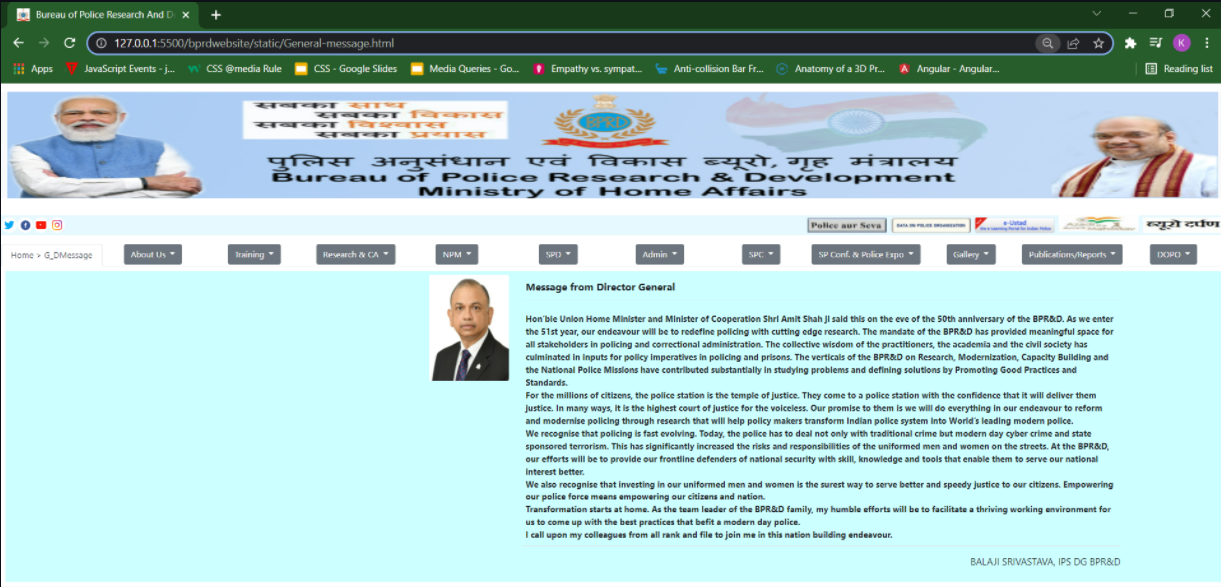 Bureau of Police Research And D
127.0.0.1:5500/bprdwebsite/static/General-message.html
K
Apps JavaScript Events - j... CSS @media Rule CSS - Google Slides Media Queries - Go... Empathy vs. sympat... Anti-collision Bar Fr... Anatomy of a 3D Pr... Angular - Angular... Reading list
सबका साथ
सबका विकास
सबका विश्वास
सबका प्रयास
BPRD
पुलिस अनुसंधान एवं विकास ब्यूरो, गृह मंत्रालय
Bureau of Police Research & Development
Ministry of Home Affairs
Police aur Seva DATA ON POLICE ORGANIZATION e-Ustad ब्यूरो दर्पण
Home > G_DMessage About Us Training Research & CA NPM SPD Admin SPC SP Conf. & Police Expo Gallery Publications/Reports DOPO
Message from Director General
Hon'ble Union Home Minister and Minister of Cooperation Shri Amit Shah Ji said this on the eve of the 50th anniversary of the BPR&D. As we enter
the 51st year, our endeavour will be to redefine policing with cutting edge research. The mandate of the BPR&D has provided meaningful space for
all stakeholders in policing and correctional administration. The collective wisdom of the practitioners, the academia and the civil society has
culminated in inputs for policy imperatives in policing and prisons. The verticals of the BPR&D on Research, Modernization, Capacity Building and
the National Police Missions have contributed substantially in studying problems and defining solutions by Promoting Good Practices and
Standards.
For the millions of citizens, the police station is the temple of justice. They come to a police station with the confidence that it will deliver them
justice. In many ways, it is the highest court of justice for the voiceless. Our promise to them is we will do everything in our endeavour to reform
and modernise policing through research that will help policy makers transform Indian police system into World's leading modern police.
We recognise that policing is fast evolving. Today, the police has to deal not only with traditional crime but modern day cyber crime and state
sponsored terrorism. This has significantly increased the risks and responsibilities of the uniformed men and women on the streets. At the BPR&D,
our efforts will be to provide our frontline defenders of national security with skill, knowledge and tools that enable them to serve our national
interest better.
We also recognise that investing in our uniformed men and women is the surest way to serve better and speedy justice to our citizens. Empowering
our police force means empowering our citizens and nation.
Transformation starts at home. As the team leader of the BPR&D family, my humble efforts will be to facilitate a thriving working environment for
us to come up with the best practices that befit a modern day police.
I call upon my colleagues from all rank and file to join me in this nation building endeavour.
BALAJI SRIVASTAVA, IPS DG BPR&D